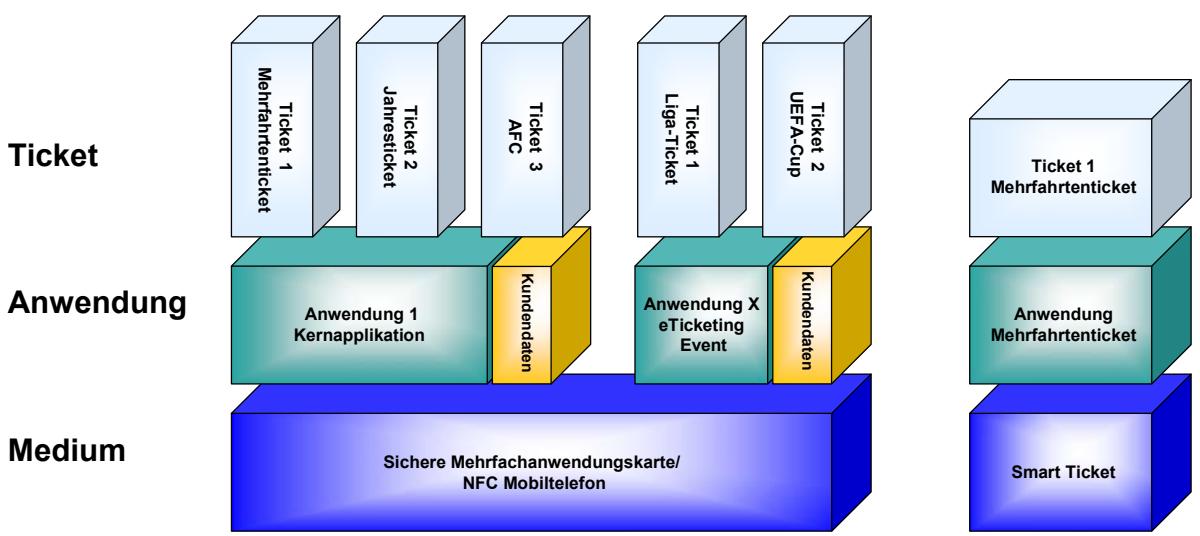 Ticket
Ticket 1
Mehrfahrtenticket
Ticket 2
Jahresticket
Ticket 3
AFC
Ticket 1
Liga-Ticket
Ticket 2
UEFA-Cup
Ticket 1
Mehrfahrtenticket
Anwendung
Anwendung 1
Kernapplikation
Kundendaten
Anwendung X
eTicketing
Event
Kundendaten
Anwendung
Mehrfahrtenticket
Medium
Sichere Mehrfachanwendungskarte/
NFC Mobiltelefon
Smart Ticket